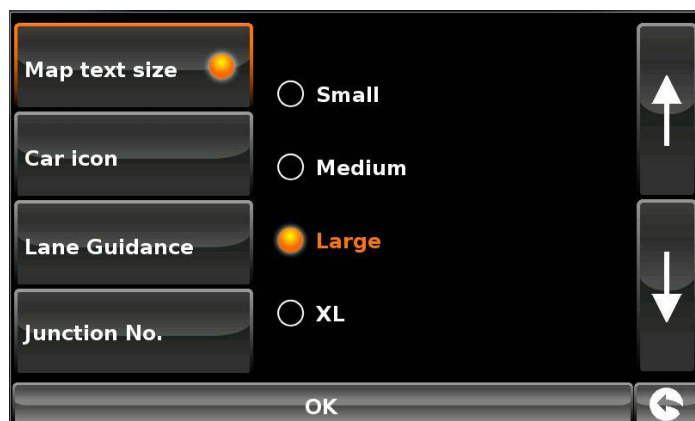 Map text size
Car icon
Lane Guidance
Junction No.
Small
Medium
Large
XL
OK